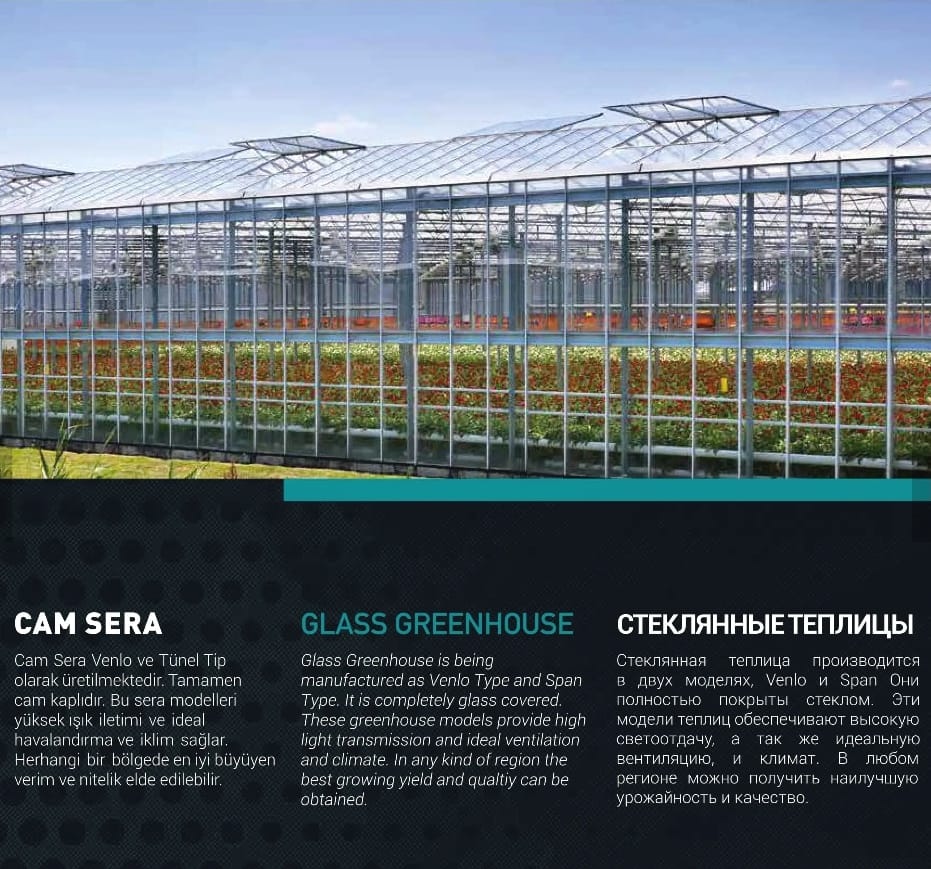 CAM SERA
Cam Sera Venlo ve Tünel Tip
olarak üretilmektedir. Tamamen
cam kaplıdır. Bu sera modelleri
yüksek ışık iletimi ve ideal
havalandırma ve iklim sağlar.
Herhangi bir bölgede en iyi büyüyen
verim ve nitelik elde edilebilir.
GLASS GREENHOUSE
Glass Greenhouse is being
manufactured as Venlo Type and Span
Type. It is completely glass covered.
These greenhouse models provide high
light transmission and ideal ventilation
and climate. In any kind of region the
best growing yield and qualtiy can be
obtained.
СТЕКЛЯННЫЕ ТЕПЛИЦЫ
Стеклянная теплица производится
в двух моделях, Venlo и Span Они
полностью покрыты стеклом. Эти
модели теплиц обеспечивают высокую
светоотдачу, а так же идеальную
вентиляцию, и климат. В любом
регионе можно получить наилучшую
урожайность и качество.